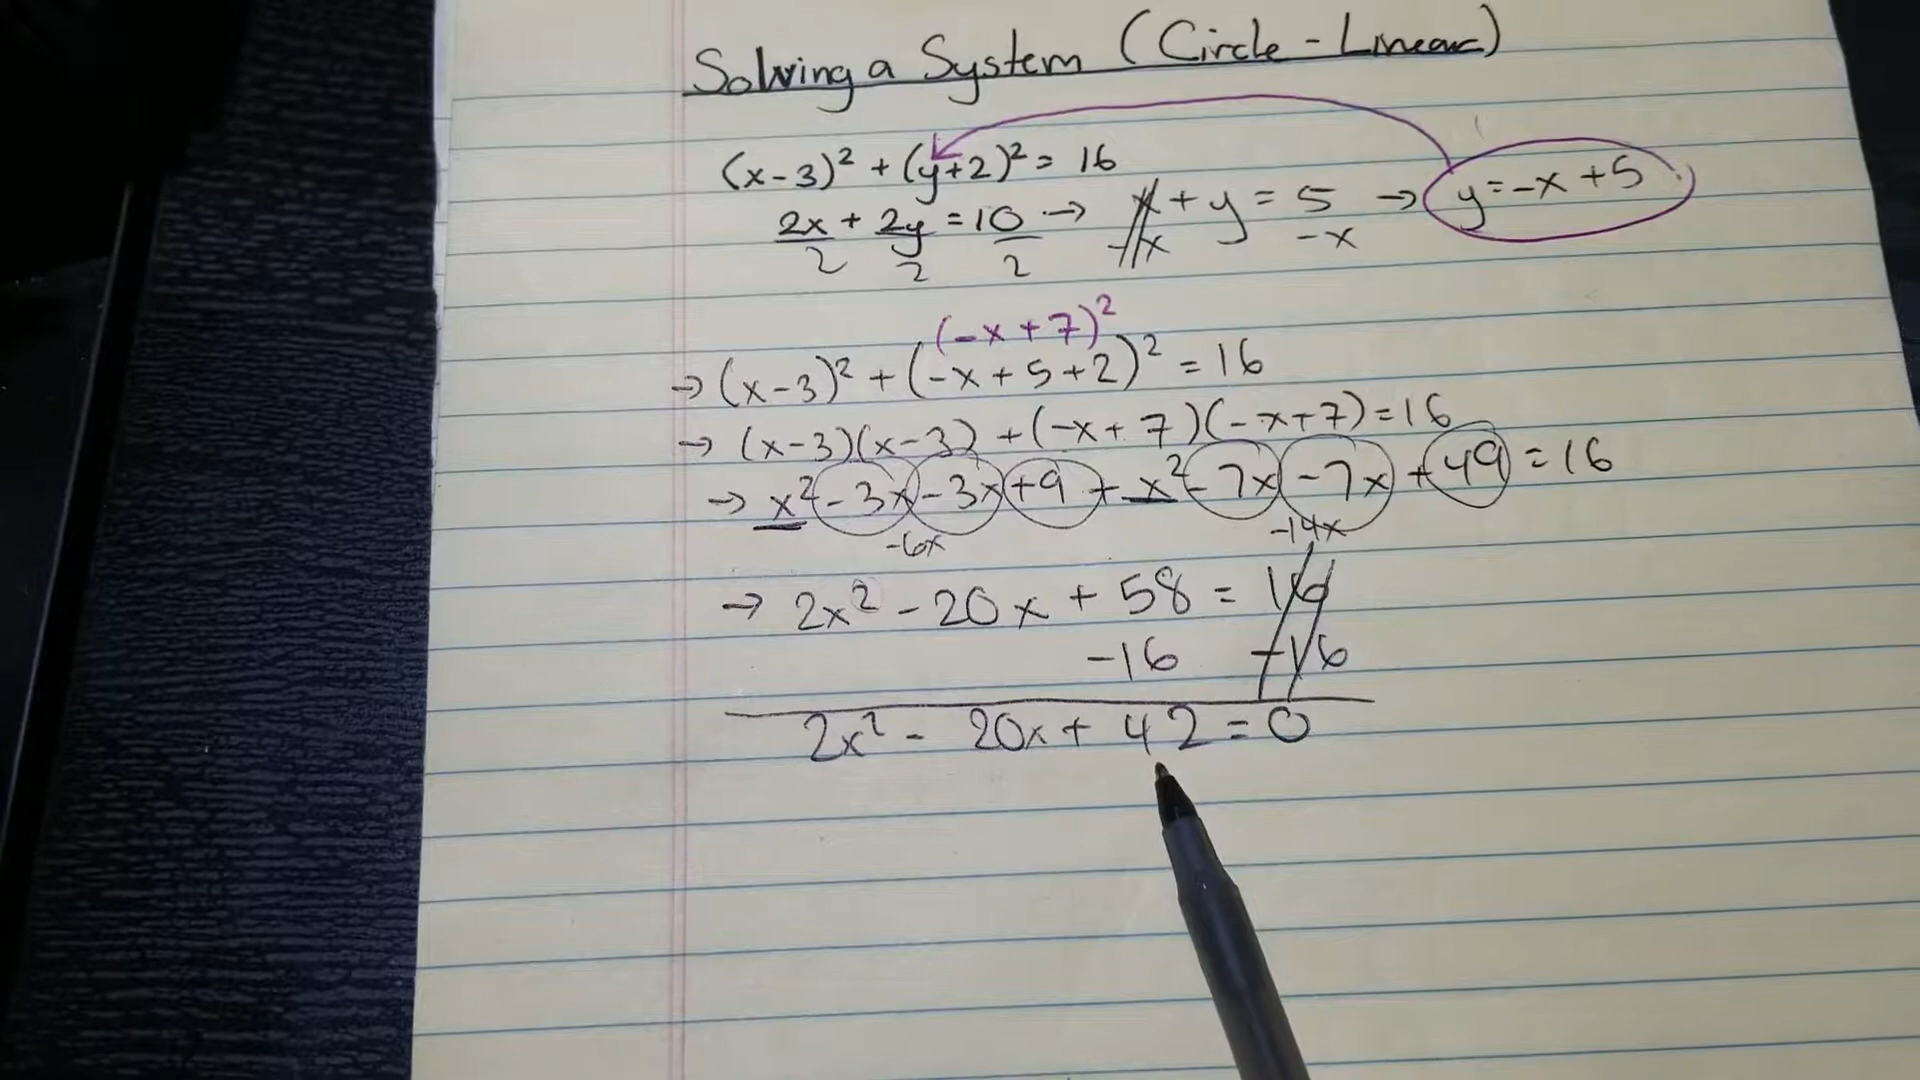 Solving a System (Circle - Linear)
(x-3)² + (y+2)² = 16
2x + 2y = 10 → x + y = 5 → y = -x + 5
2 2 2 -x -x
(-x + 7)²
→ (x-3)² + (-x + 5 + 2)² = 16
→ (x-3)(x-3) + (-x + 7)(-x+7) = 16
→ x² - 3x - 3x + 9 + x² - 7x - 7x + 49 = 16
-6x -14x
→ 2x² - 20x + 58 = 16
-16 -16
2x² - 20x + 42 = 0